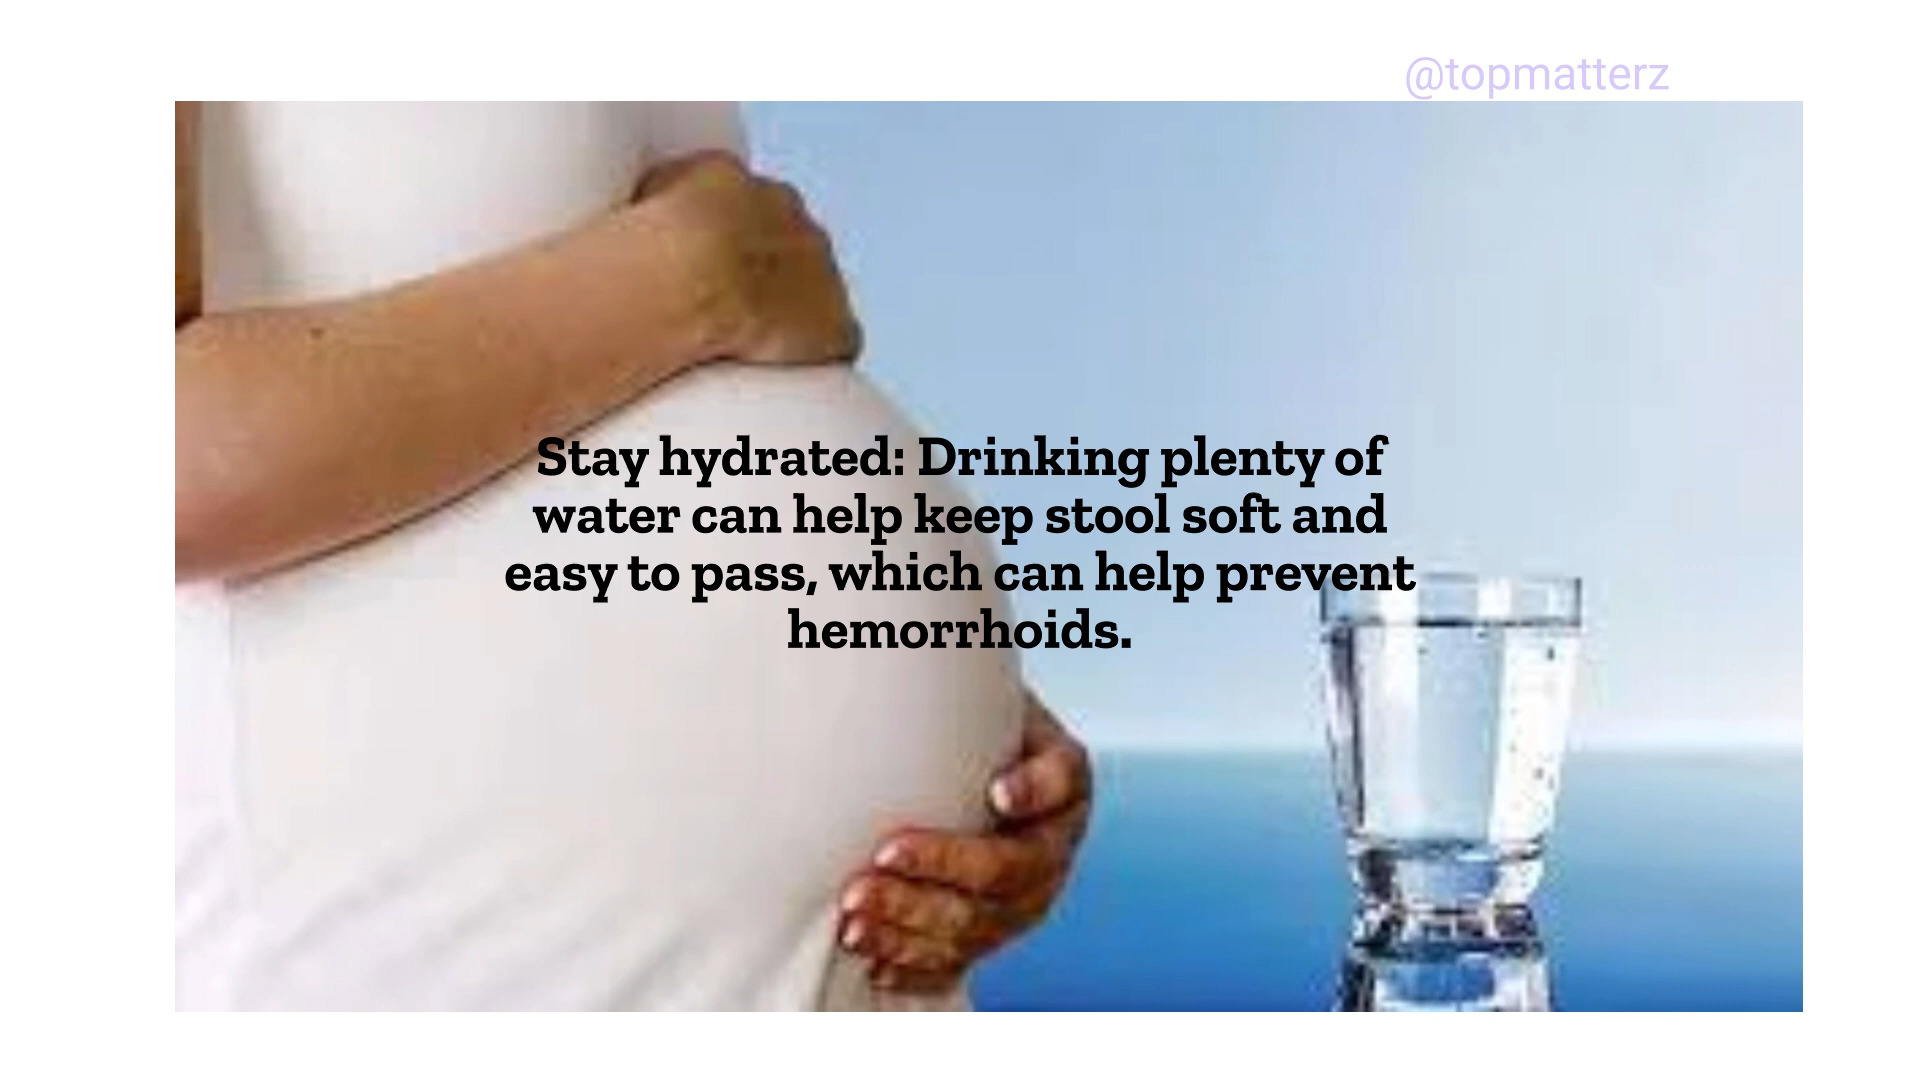 @topmatterz
Stay hydrated: Drinking plenty of
water can help keep stool soft and
easy to pass, which can help prevent
hemorrhoids.